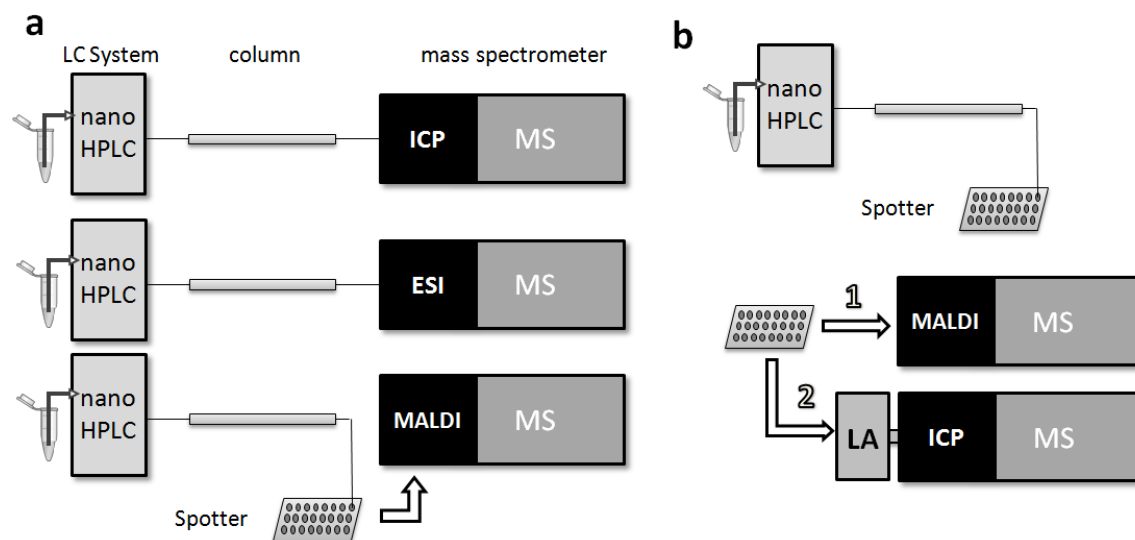 a
LC System
column
mass spectrometer
nano
HPLC
ICP
MS
nano
HPLC
ESI
MS
nano
HPLC
MALDI
MS
Spotter
b
nano
HPLC
Spotter
1
MALDI
MS
2
LA
ICP
MS